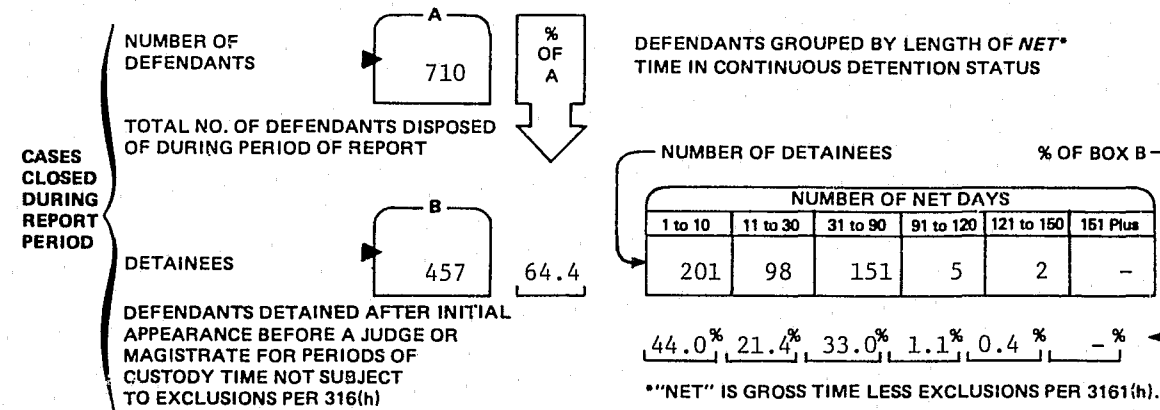 CASES
CLOSED
DURING
REPORT
PERIOD
NUMBER OF
DEFENDANTS
A
710
%
OF
A
TOTAL NO. OF DEFENDANTS DISPOSED
OF DURING PERIOD OF REPORT
DETAINEES
B
457
64.4
DEFENDANTS DETAINED AFTER INITIAL
APPEARANCE BEFORE A JUDGE OR
MAGISTRATE FOR PERIODS OF
CUSTODY TIME NOT SUBJECT
TO EXCLUSIONS PER 316(h)
DEFENDANTS GROUPED BY LENGTH OF NET*
TIME IN CONTINUOUS DETENTION STATUS
NUMBER OF DETAINEES % OF BOX B
NUMBER OF NET DAYS
1 to 10 11 to 30 31 to 90 91 to 120 121 to 150 151 Plus
201 98 151 5 2 -
44.0% 21.4% 33.0% 1.1% 0.4 % - %
*"NET" IS GROSS TIME LESS EXCLUSIONS PER 3161(h).